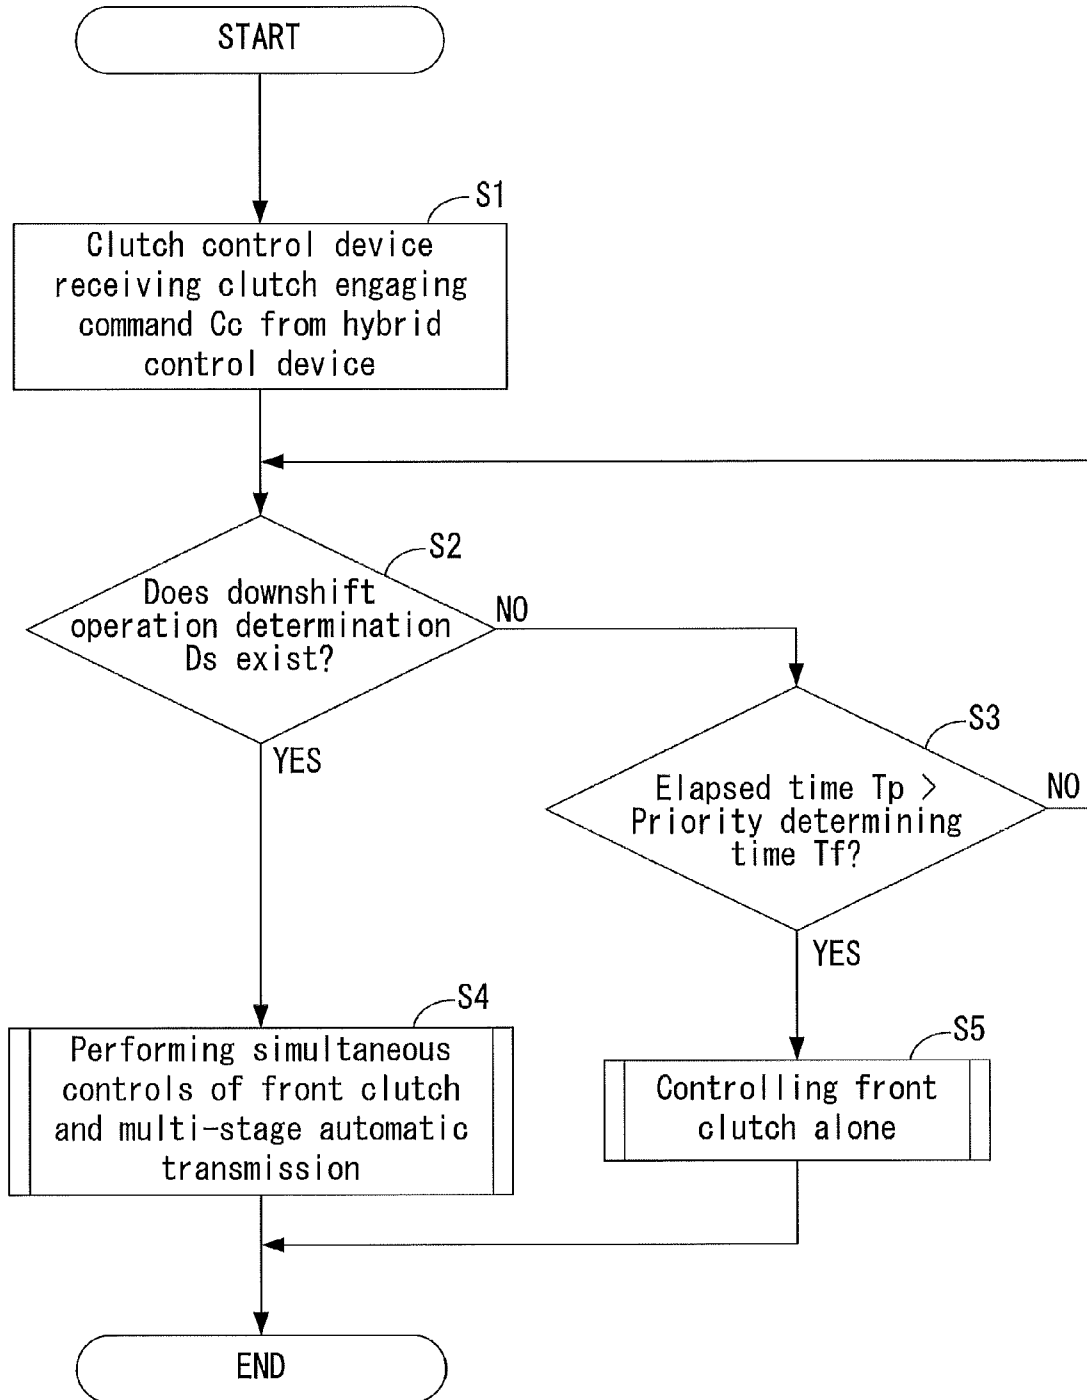 START
S1
Clutch control device
receiving clutch engaging
command Cc from hybrid
control device
S2
Does downshift
operation determination
Ds exist?
NO
YES
S3
Elapsed time Tp >
Priority determining
time Tf?
NO
YES
S4
Performing simultaneous
controls of front clutch
and multi-stage automatic
transmission
S5
Controlling front
clutch alone
END